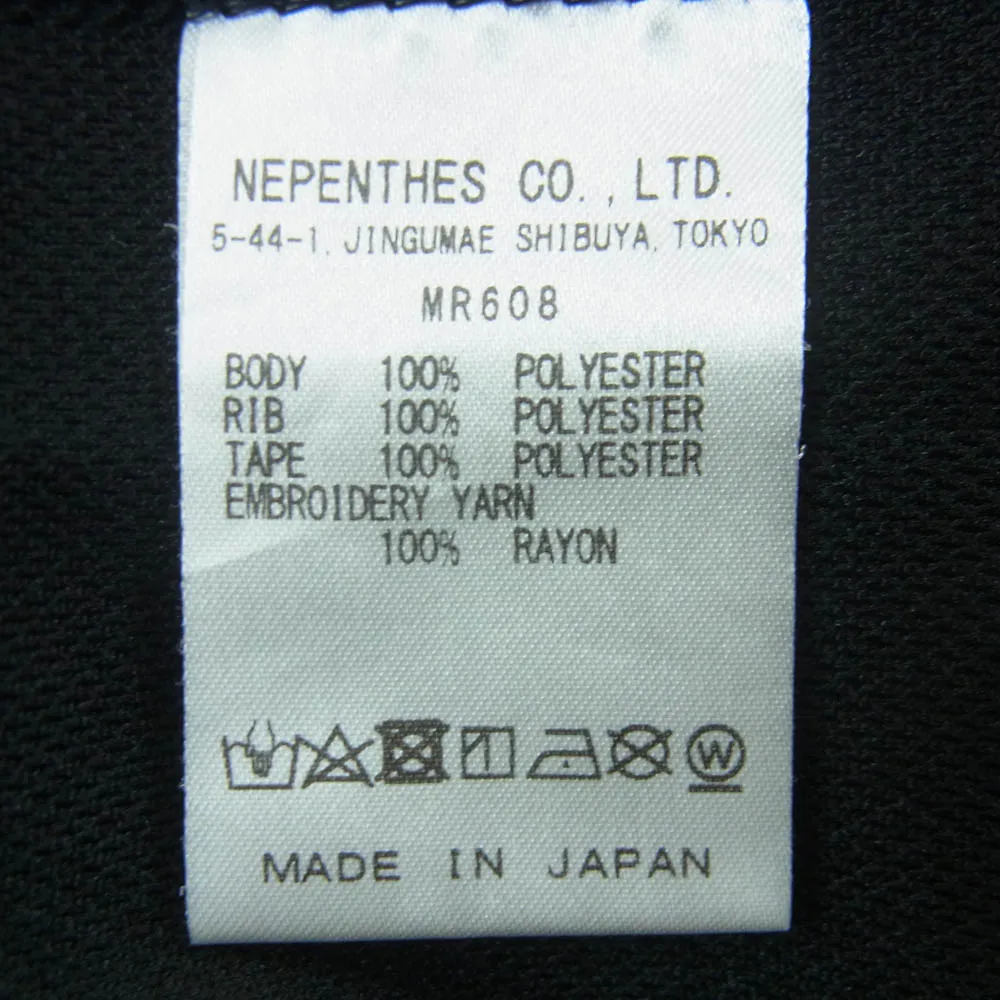 NEPENTHES CO.,LTD.
5-44-1, JINGUMAE SHIBUYA, TOKYO
MR608
BODY 100% POLYESTER
RIB 100% POLYESTER
TAPE 100% POLYESTER
EMBROIDERY YARN
100% RAYON
W
MADE IN JAPAN